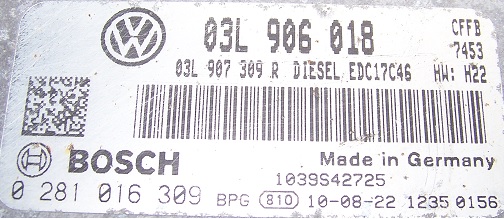 03L 906 018 CFFB
7453
03L 907 309 R DIESEL EDC17C46 HW: H22
BOSCH Made in Germany
1039S42725
0 281 016 309 BPG 810 10-08-22 1235 0156